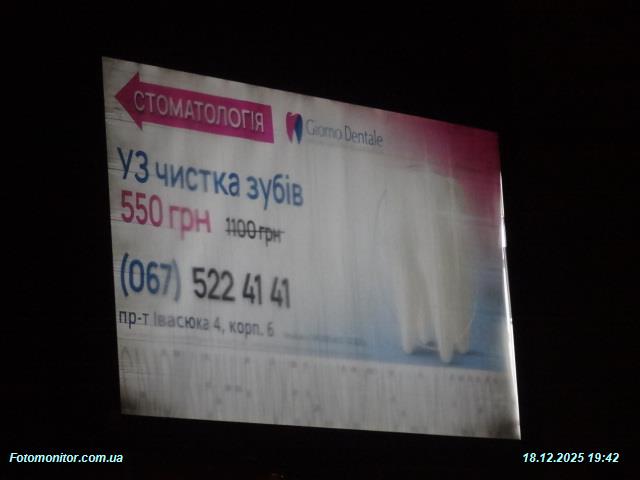 СТОМАТОЛОГІЯ
Giorno Dentale
УЗ чистка зубів
550 грн 1100 грн
(067) 522 41 41
пр-т Івасюка 4, корп. 6
Fotomonitor.com.ua
18.12.2025 19:42